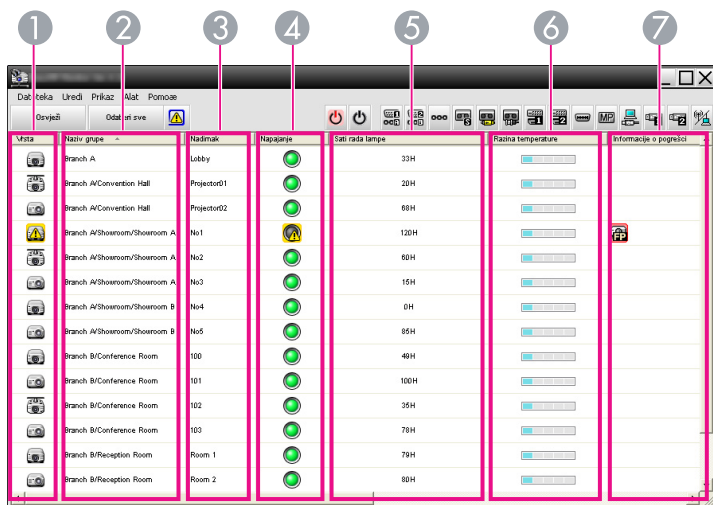 1 2 3 4 5 6 7
Datoteka Uredi Prikaz Alat Pomoæ
Osvježi Odaberi sve
MP
Vrsta Naziv grupe Nadimak Napajanje Sati rada lampe Razina temperature Informacije o pogrešci
Branch A Lobby 33H
Branch A/Convention Hall Projector01 20H
Branch A/Convention Hall Projector02 68H
Branch A/Showroom/Showroom A No1 120H FP
Branch A/Showroom/Showroom A No2 60H
Branch A/Showroom/Showroom A No3 15H
Branch A/Showroom/Showroom B No4 0H
Branch A/Showroom/Showroom B No5 85H
Branch B/Conference Room 100 49H
Branch B/Conference Room 101 100H
Branch B/Conference Room 102 35H
Branch B/Conference Room 103 78H
Branch B/Reception Room Room 1 79H
Branch B/Reception Room Room 2 80H